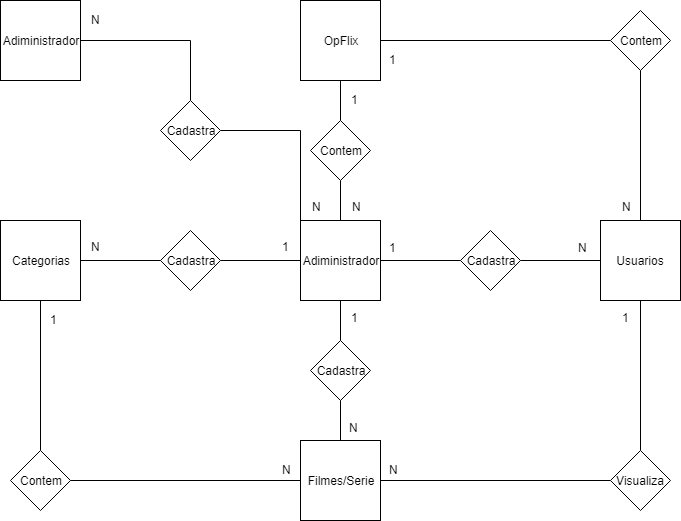 N
Adiministrador
OpFlix
Contem
1
1
Cadastra
Contem
N
N
N
N
1
1
N
Categorias
Cadastra
Adiministrador
Cadastra
Usuarios
1
1
1
Cadastra
N
N
N
Contem
Filmes/Serie
Visualiza